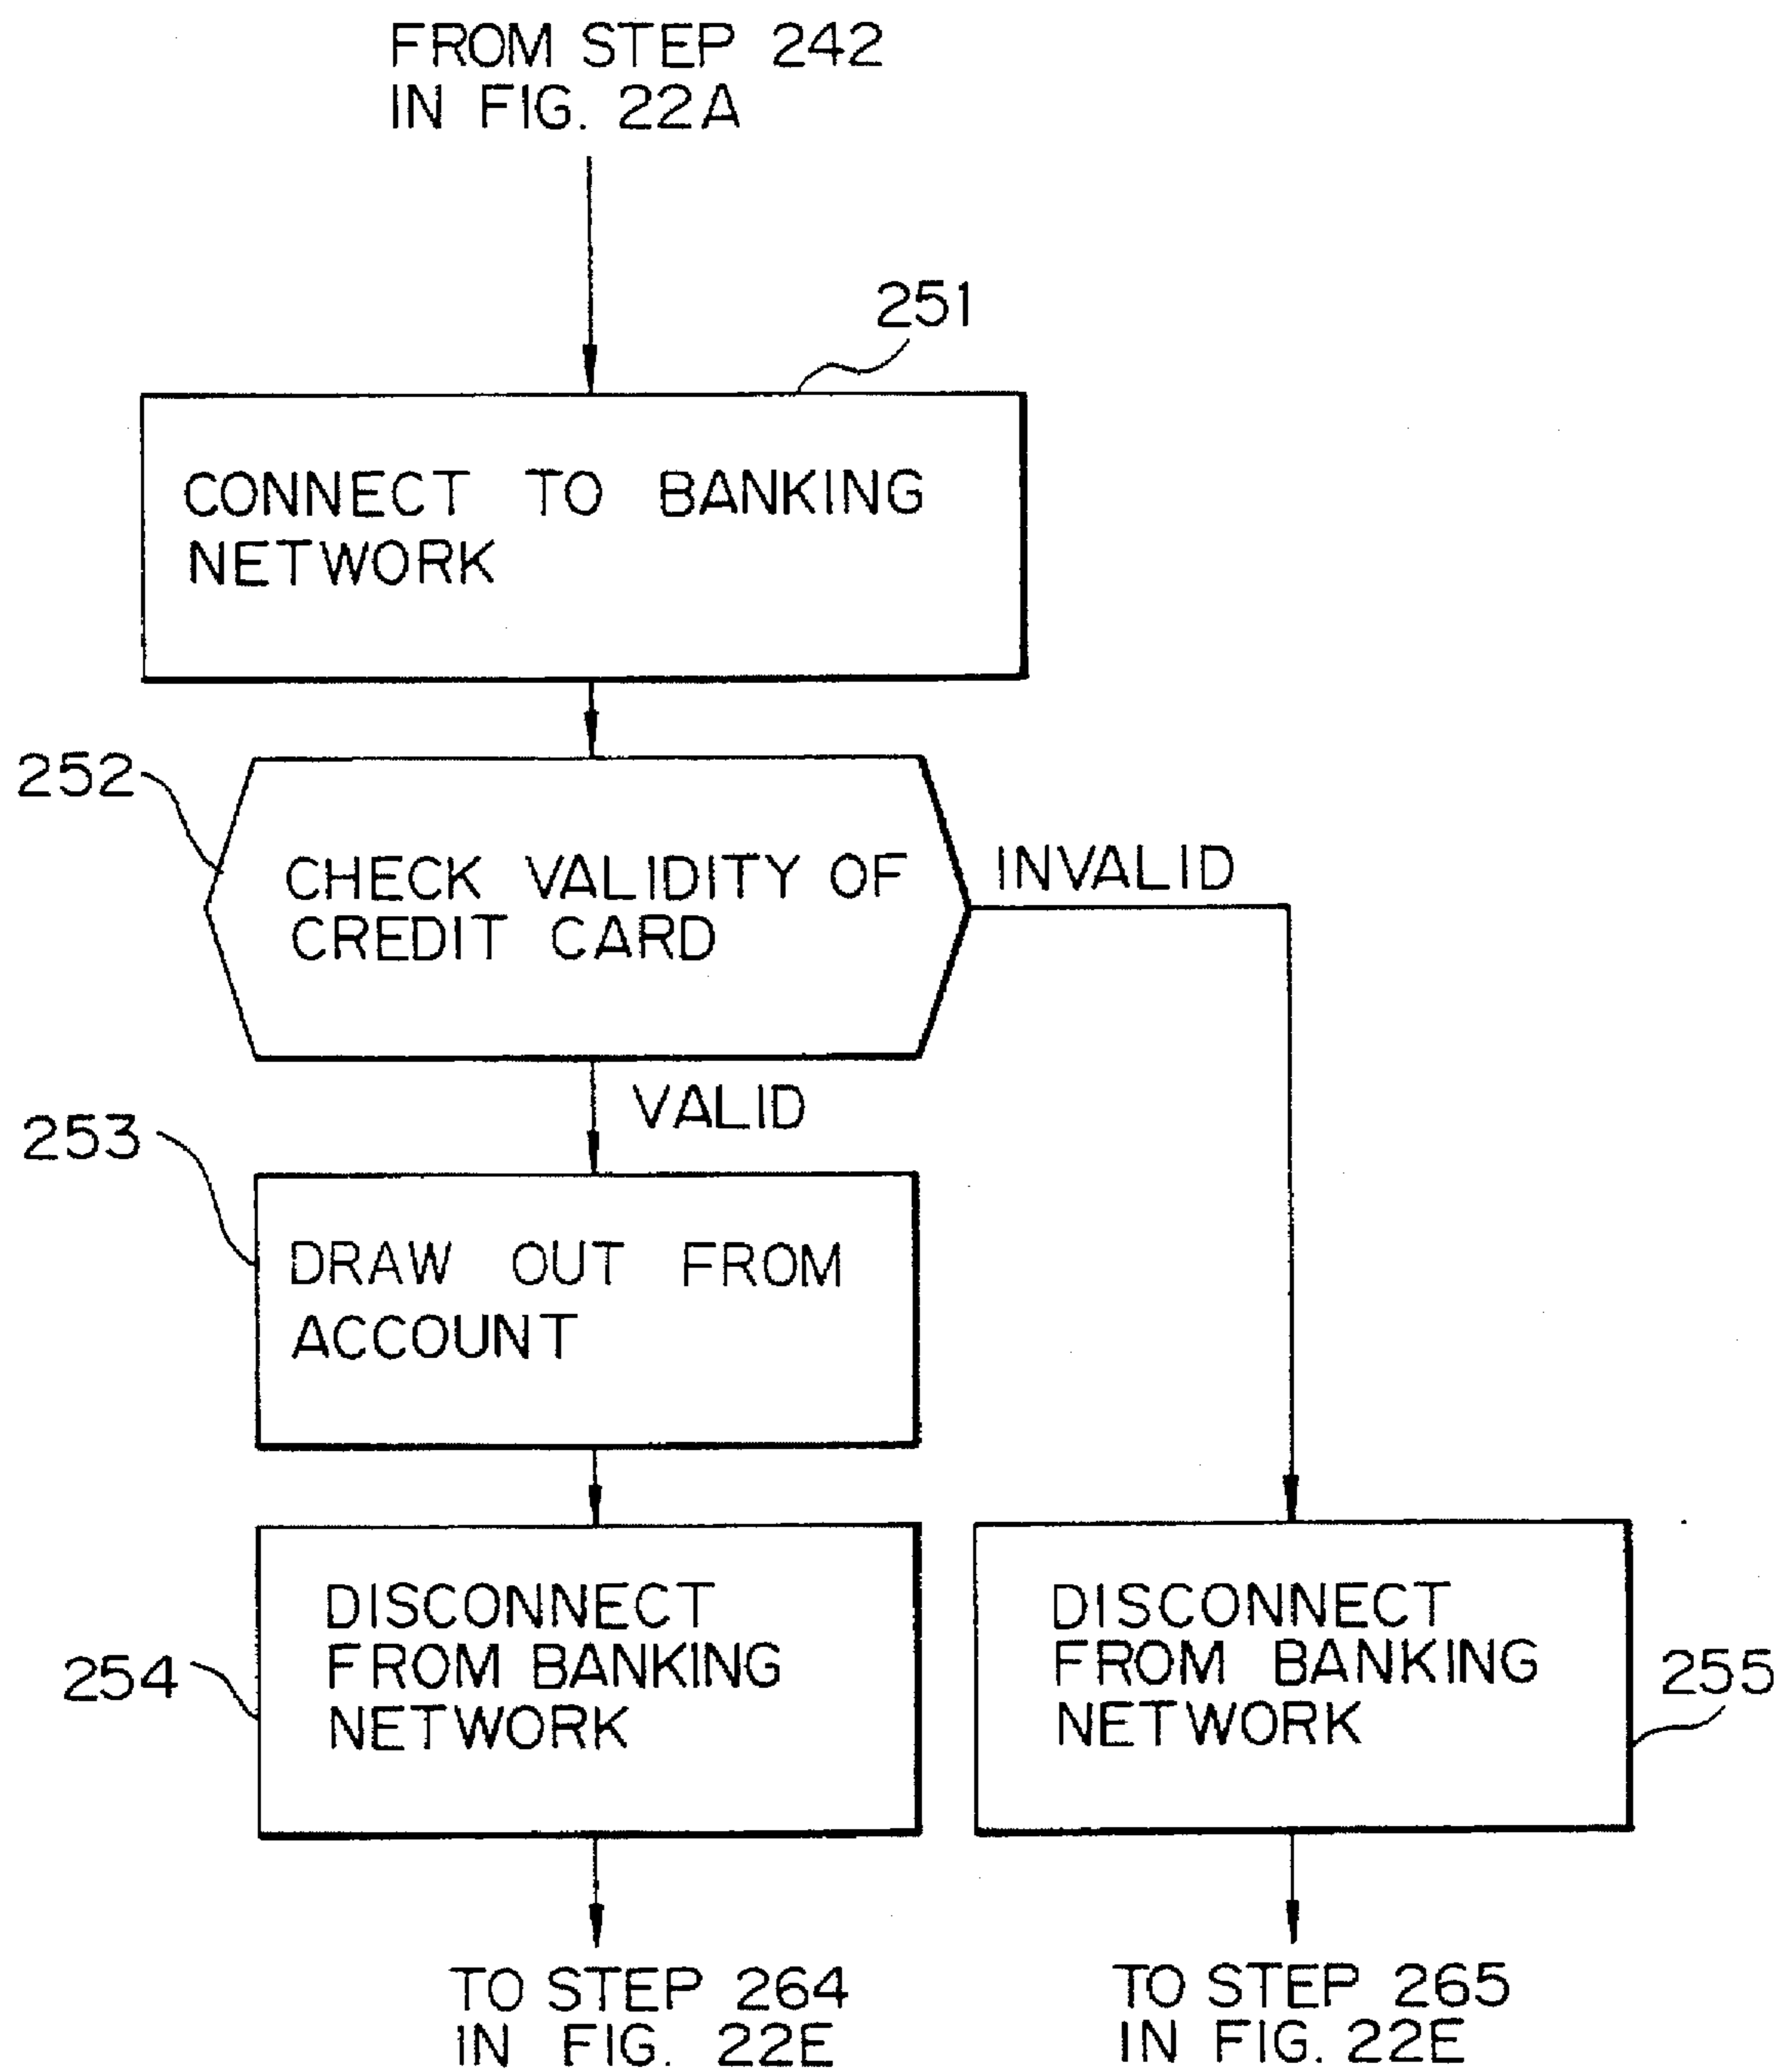 FROM STEP 242
IN FIG. 22A
251
CONNECT TO BANKING
NETWORK
252
CHECK VALIDITY OF
CREDIT CARD
INVALID
VALID
253
DRAW OUT FROM
ACCOUNT
254
DISCONNECT
FROM BANKING
NETWORK
DISCONNECT
FROM BANKING
NETWORK
255
TO STEP 264
IN FIG. 22E
TO STEP 265
IN FIG. 22E